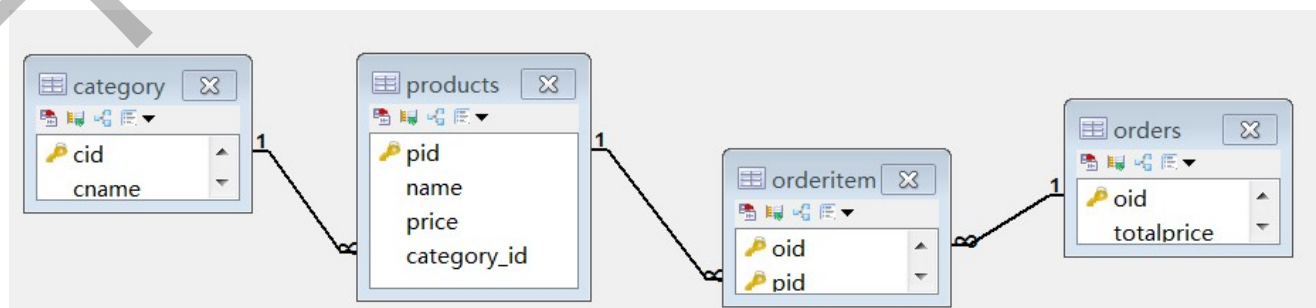 category
cid
cname
1
products
pid
name
price
category_id
1
orderitem
oid
pid
orders
1
oid
totalprice